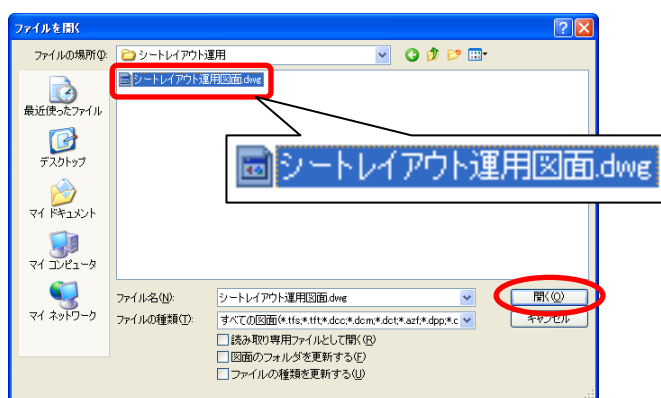 ファイルを開く
ファイルの場所(I):
シートレイアウト運用
シートレイアウト運用図面.dwg
シートレイアウト運用図面.dwg
最近使ったファイル
デスクトップ
マイ ドキュメント
マイ コンピュータ
マイ ネットワーク
ファイル名(N):
シートレイアウト運用図面.dwg
開く(O)
ファイルの種類(T):
すべての図面(*.tfs;*.tft;*.dcc;*.dcm;*.dct;*.azf;*.dpp;*.c
キャンセル
読み取り専用ファイルとして開く(R)
図面のフォルダを更新する(F)
ファイルの種類を更新する(U)